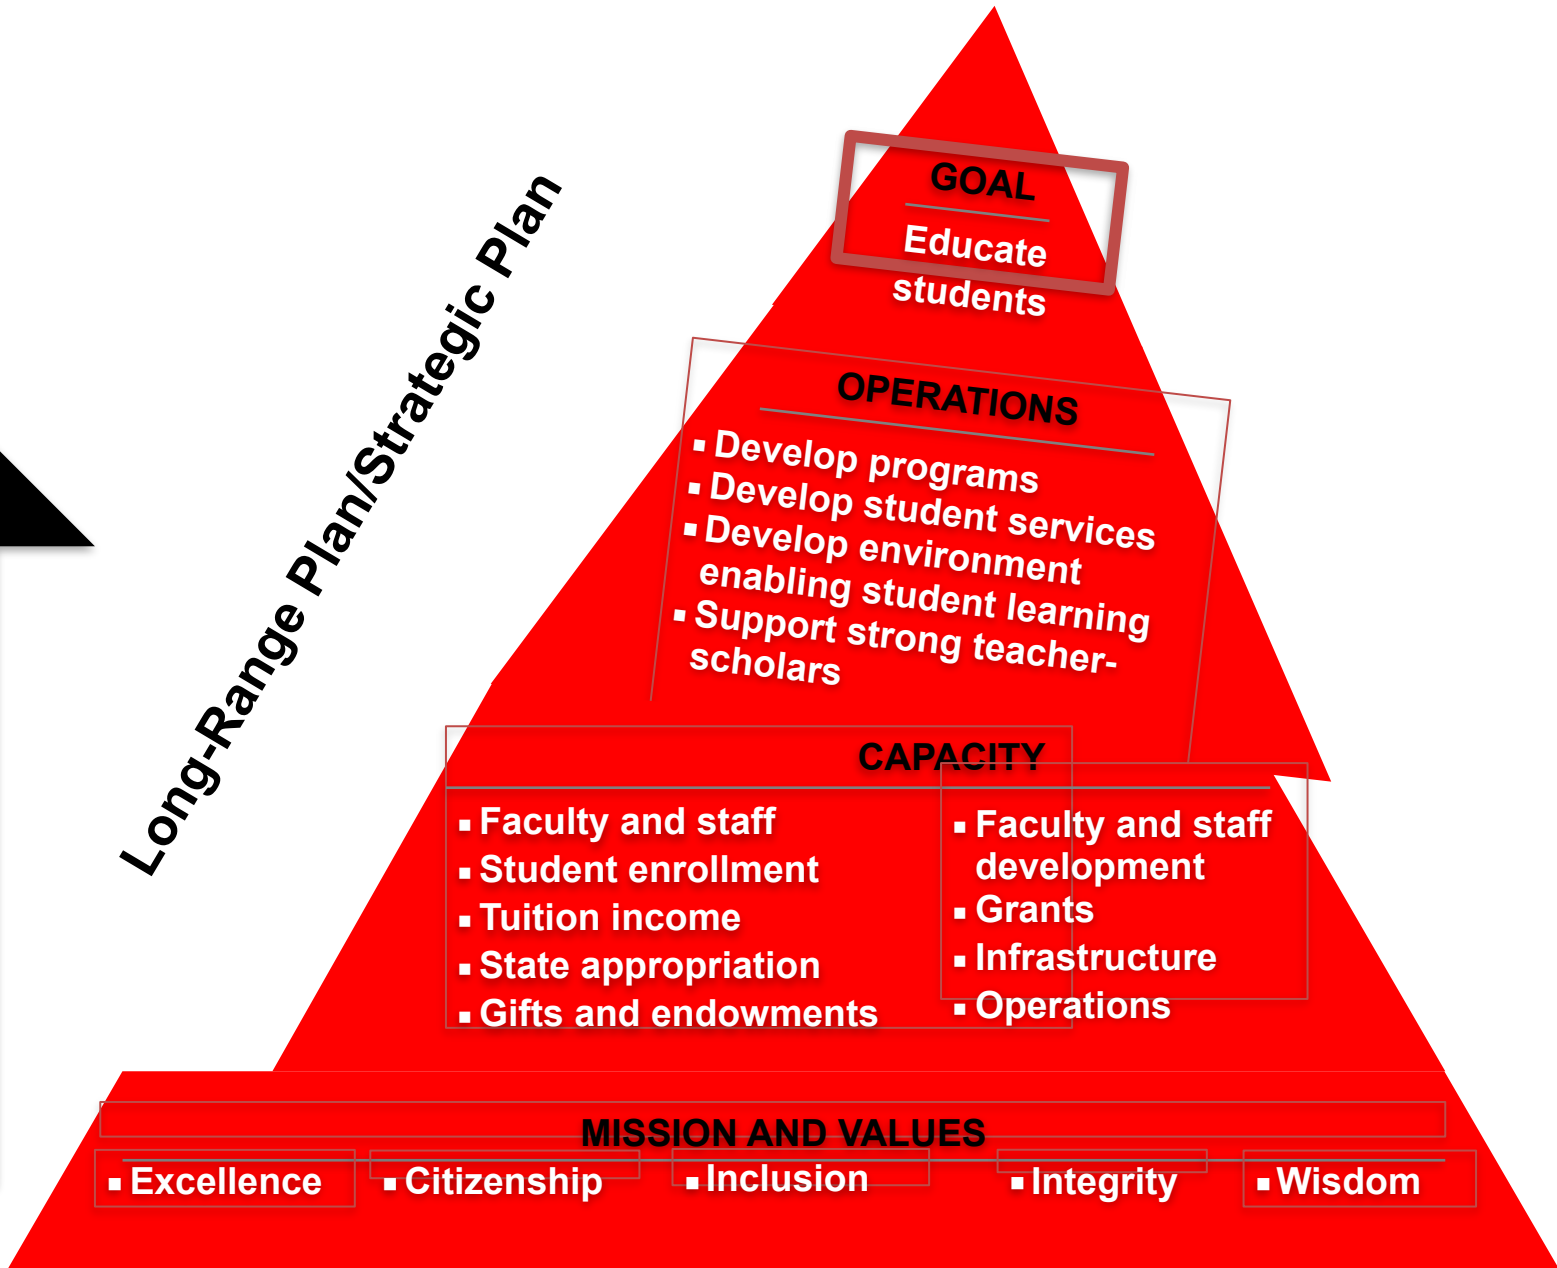 Long-Range Plan/Strategic Plan
GOAL
Educate
students
OPERATIONS
▪ Develop programs
▪ Develop student services
▪ Develop environment
enabling student learning
▪ Support strong teacher-
scholars
CAPACITY
▪ Faculty and staff
▪ Student enrollment
▪ Tuition income
▪ State appropriation
▪ Gifts and endowments
▪ Faculty and staff
development
▪ Grants
▪ Infrastructure
▪ Operations
MISSION AND VALUES
▪ Excellence
▪ Citizenship
▪ Inclusion
▪ Integrity
▪ Wisdom